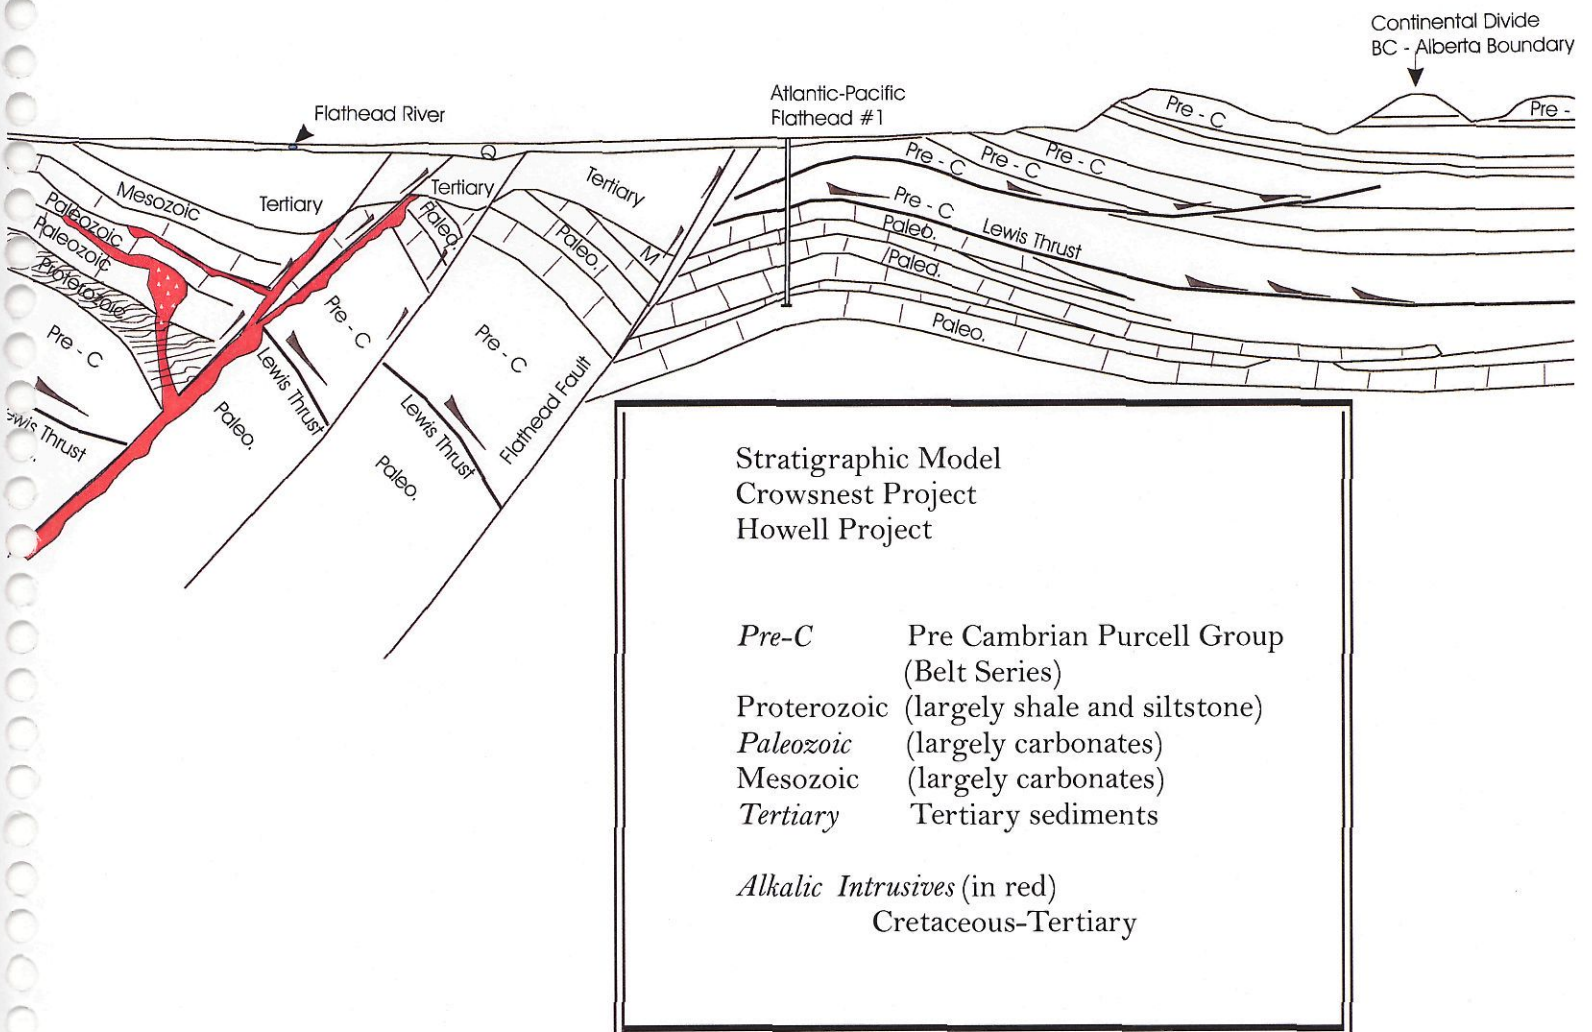 Continental Divide
BC - Alberta Boundary
Atlantic-Pacific
Flathead #1
Flathead River
Pre - C
Pre -
Q
Pre - C
Pre - C
Pre - C
Tertiary
Tertiary
Tertiary
Mesozoic
Pre - C
Paleozoic
Paleozoic
Proterozoic
Paleo.
Paleo.
M
Paleo.
Lewis Thrust
Paleo.
Pre - C
Pre - C
Pre - C
Paleo.
Lewis Thrust
Lewis Thrust
Flathead Fault
ewis Thrust
Paleo.
Paleo.
Stratigraphic Model
Crowsnest Project
Howell Project
Pre-C Pre Cambrian Purcell Group
(Belt Series)
Proterozoic (largely shale and siltstone)
Paleozoic (largely carbonates)
Mesozoic (largely carbonates)
Tertiary Tertiary sediments
Alkalic Intrusives (in red)
Cretaceous-Tertiary